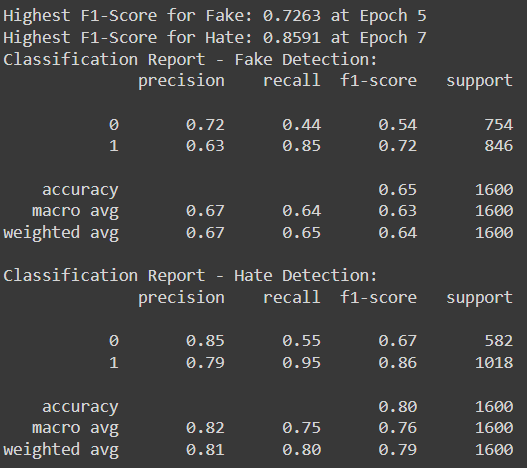 Highest F1-Score for Fake: 0.7263 at Epoch 5
Highest F1-Score for Hate: 0.8591 at Epoch 7
Classification Report - Fake Detection:
precision recall f1-score support
0 0.72 0.44 0.54 754
1 0.63 0.85 0.72 846
accuracy 0.65 1600
macro avg 0.67 0.64 0.63 1600
weighted avg 0.67 0.65 0.64 1600
Classification Report - Hate Detection:
precision recall f1-score support
0 0.85 0.55 0.67 582
1 0.79 0.95 0.86 1018
accuracy 0.80 1600
macro avg 0.82 0.75 0.76 1600
weighted avg 0.81 0.80 0.79 1600